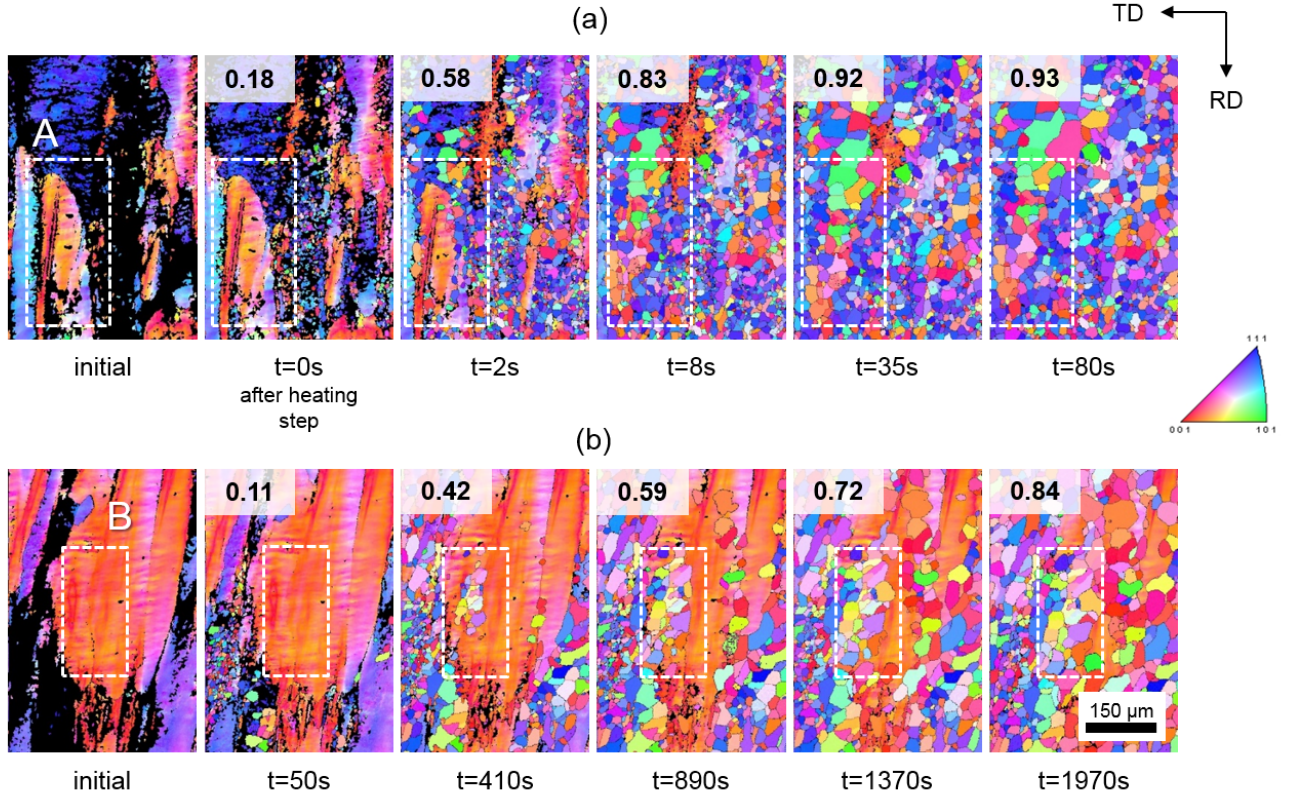 (a)
TD
RD
A
0.18
0.58
0.83
0.92
0.93
initial
t=0s
after heating
step
t=2s
t=8s
t=35s
t=80s
111
001
101
(b)
B
0.11
0.42
0.59
0.72
0.84
150 µm
initial
t=50s
t=410s
t=890s
t=1370s
t=1970s